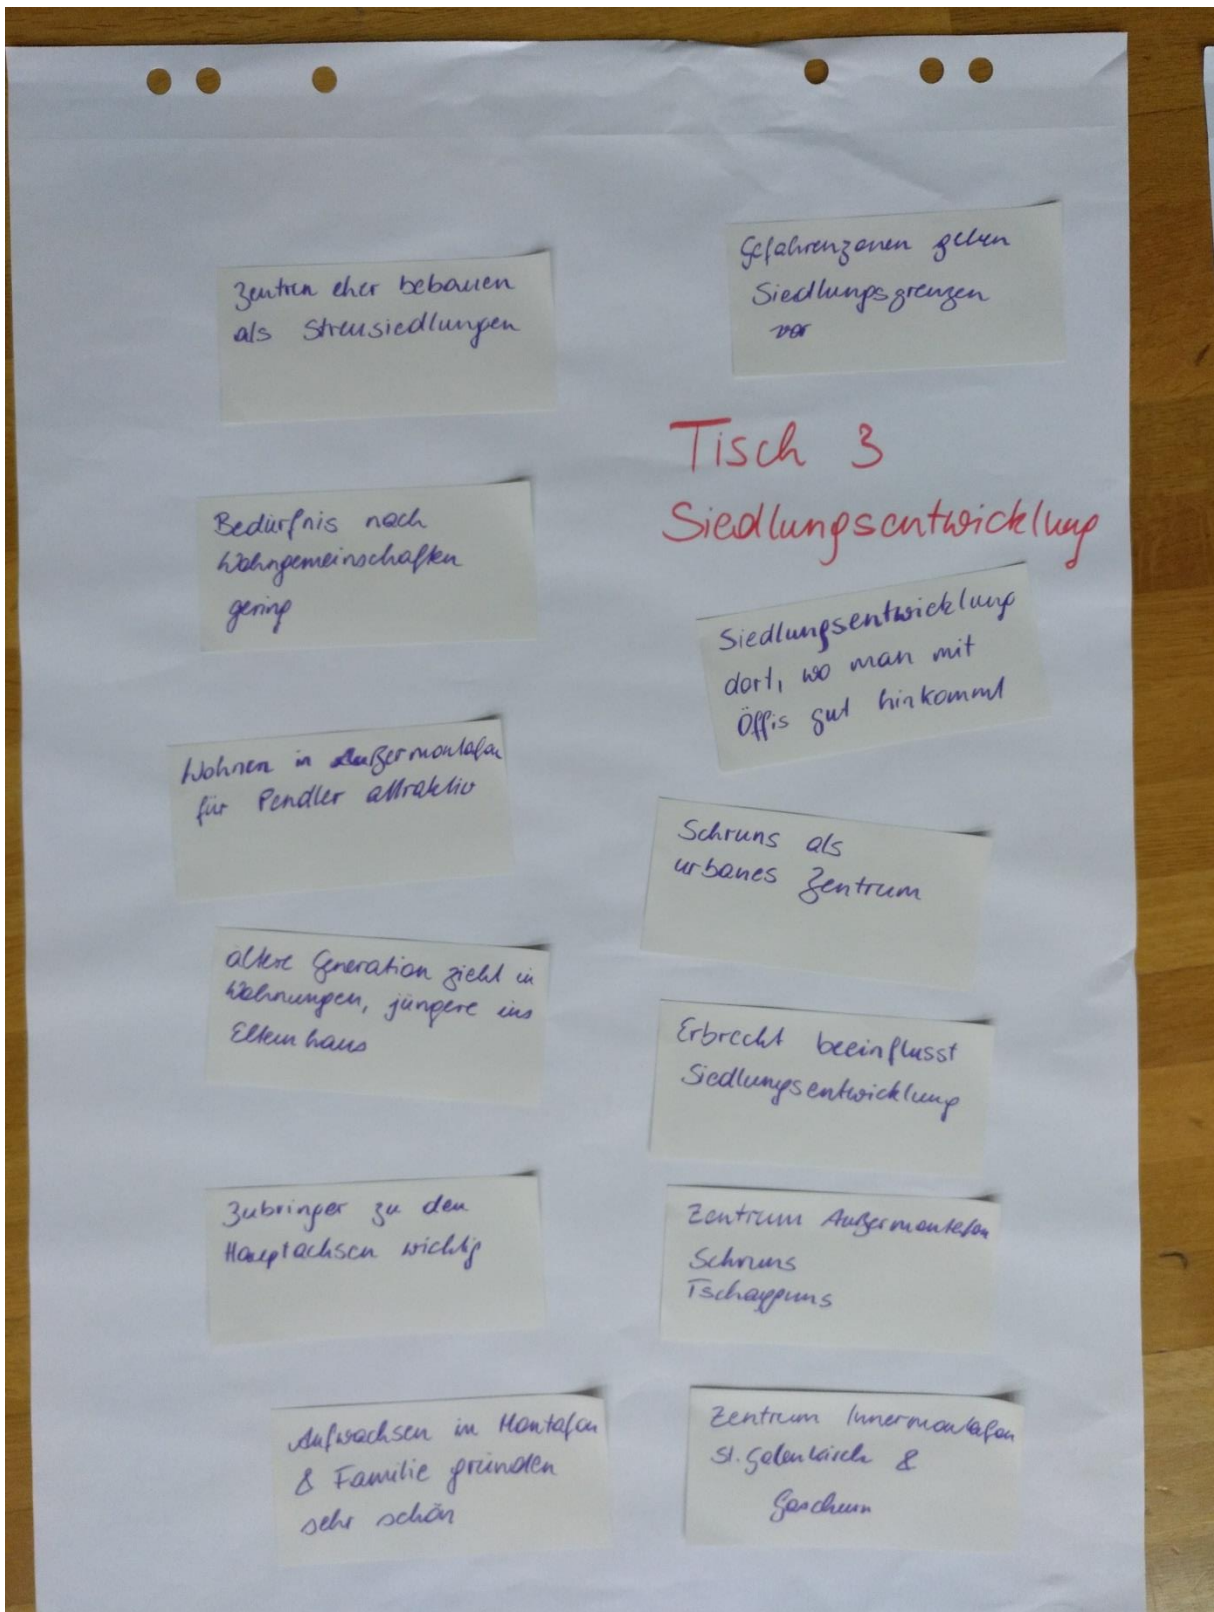 Zentren eher bebauen
als Streusiedlungen
Bedürfnis nach
Wohngemeinschaften
gering
Wohnen in Außermontafon
für Pendler attraktiv
ältere Generation zieht in
Wohnungen, jüngere ins
Elternhaus
Zubringer zu den
Hauptachsen wichtig
Aufwachsen im Montafon
& Familie gründen
sehr schön
Gefahrenzonen geben
Siedlungsgrenzen
vor
Tisch 3
Siedlungsentwicklung
Siedlungsentwicklung
dort, wo man mit
Öffis gut hinkommt
Schruns als
urbanes Zentrum
Erbrecht beeinflusst
Siedlungsentwicklung
Zentrum Außermontafon
Schruns
Tschagguns
Zentrum Innermontafon
St. Galenkirch &
Gaschurn